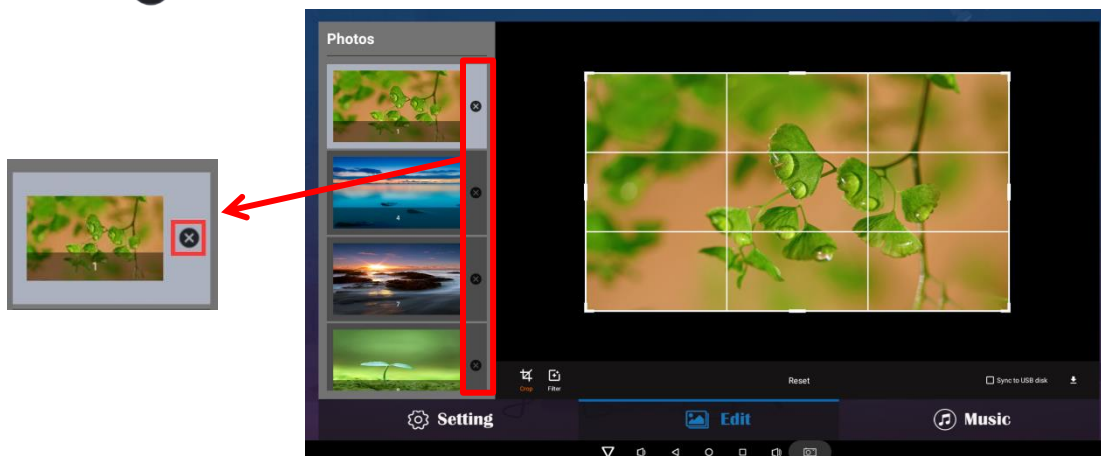 Photos
1
4
7
1
Crop
Filter
Reset
Sync to USB disk
Setting
Edit
Music